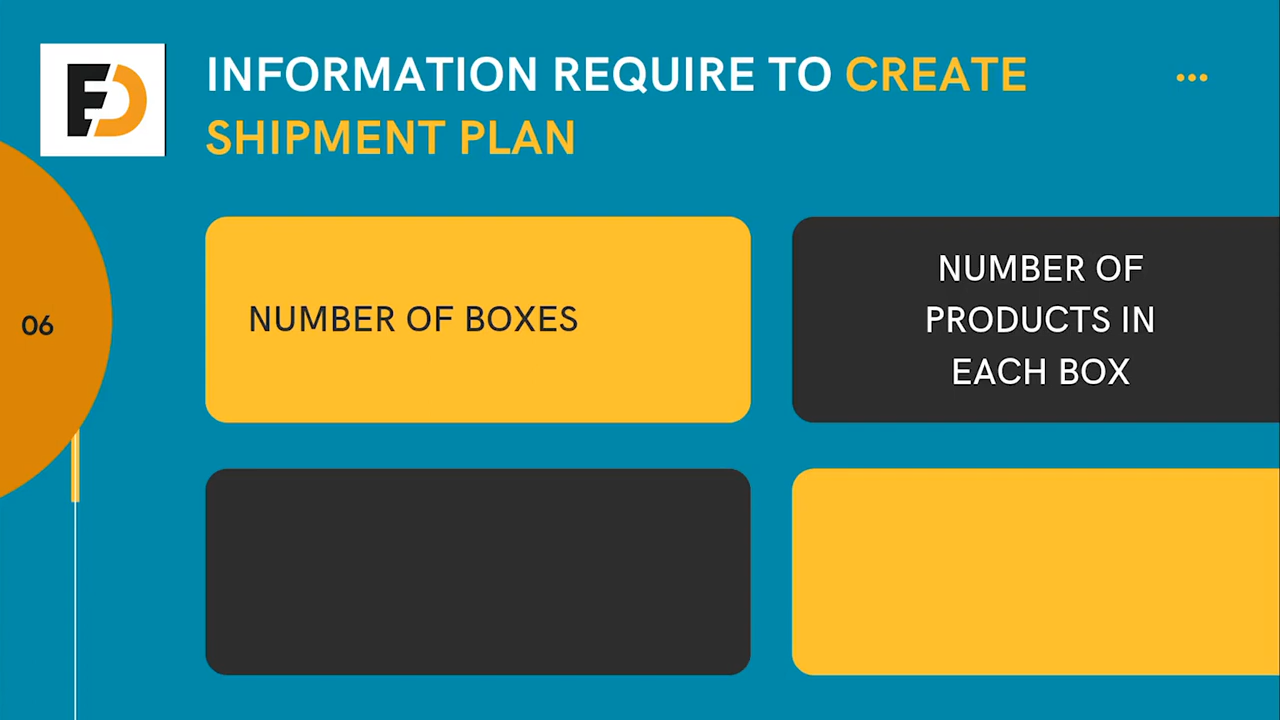 INFORMATION REQUIRE TO CREATE
SHIPMENT PLAN
NUMBER OF BOXES
NUMBER OF
PRODUCTS IN
EACH BOX
06